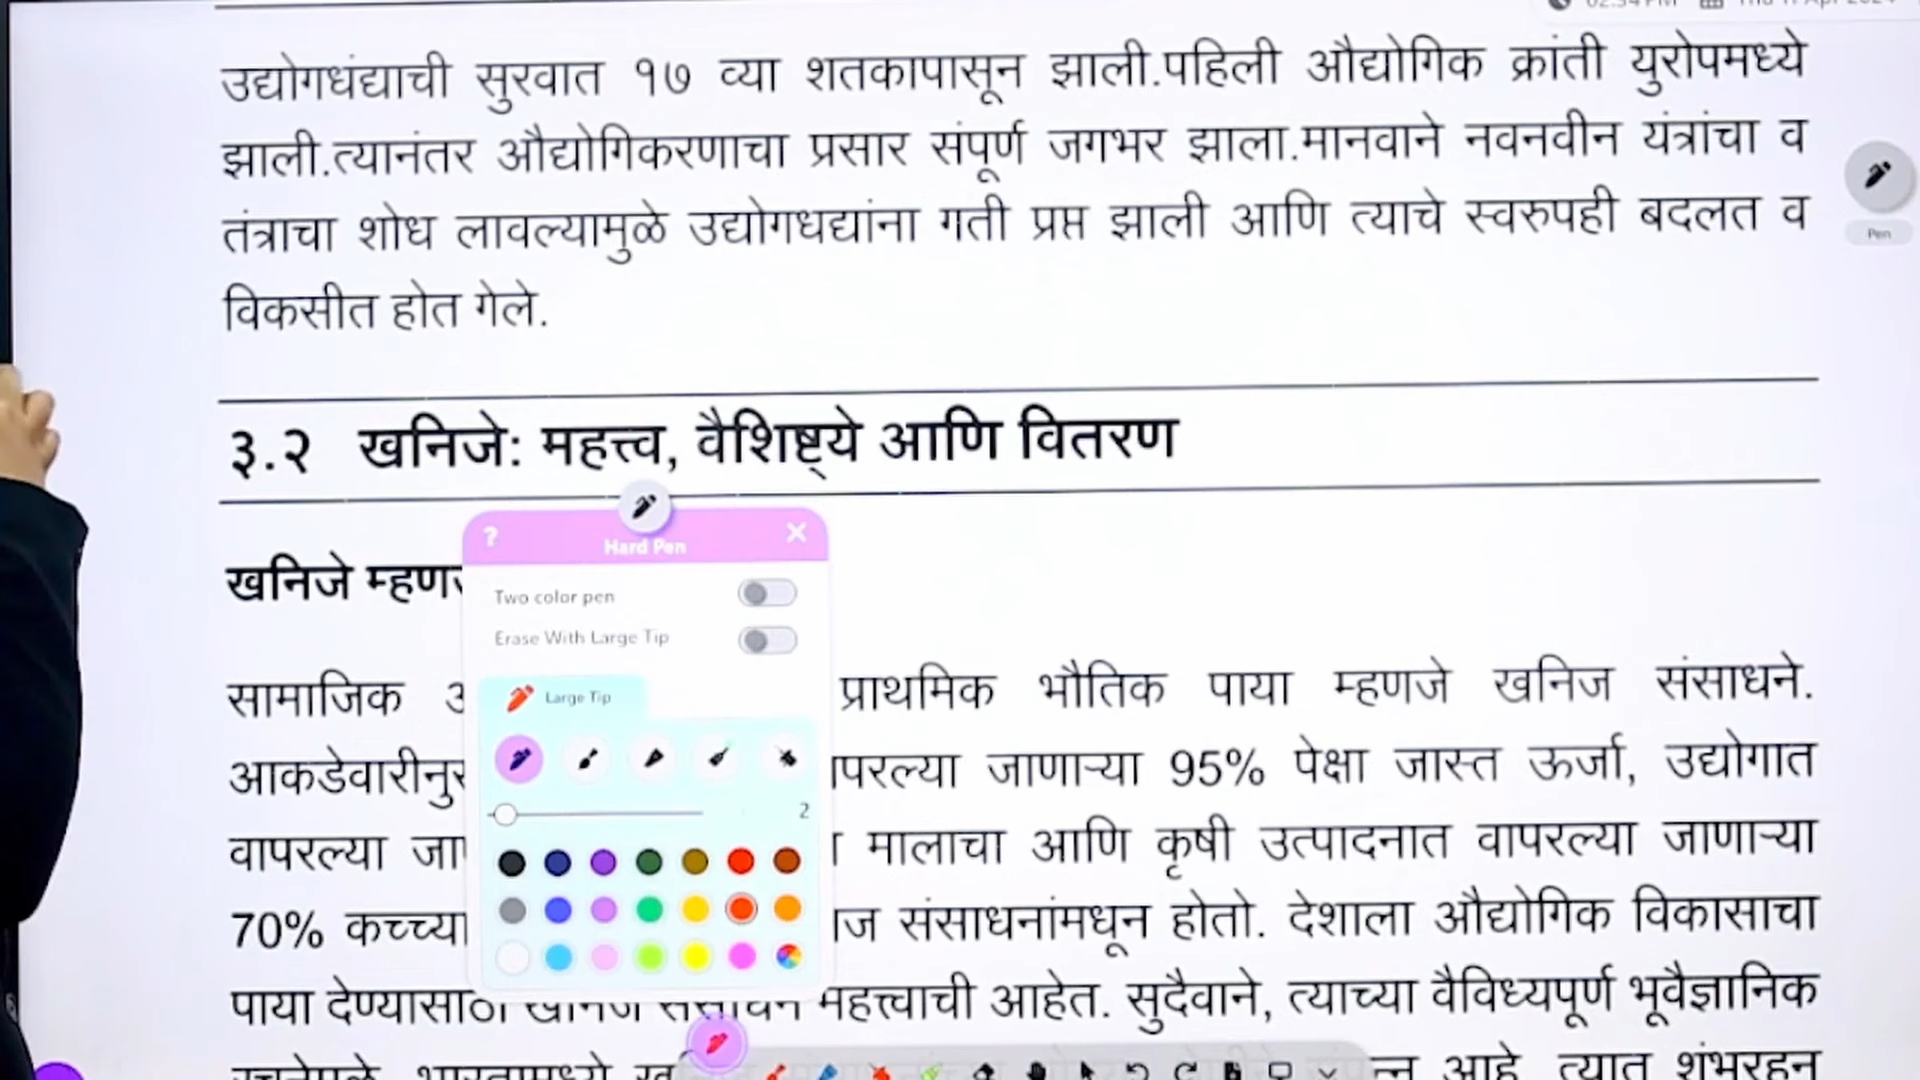 उद्योगधंद्याची सुरवात १७ व्या शतकापासून झाली.पहिली औद्योगिक क्रांती युरोपमध्ये
झाली.त्यानंतर औद्योगिकरणाचा प्रसार संपूर्ण जगभर झाला.मानवाने नवनवीन यंत्रांचा व
तंत्राचा शोध लावल्यामुळे उद्योगधद्यांना गती प्रप्त झाली आणि त्याचे स्वरुपही बदलत व
Pen
विकसीत होत गेले.
३.२ खनिजे: महत्त्व, वैशिष्ट्ये आणि वितरण
? Hard Pen
खनिजे
Two color pen
Erase With Large Tip
Large Tip
सामाजिक प्राथमिक भौतिक पाया म्हणजे खनिज संसाधने.
जाणाऱ्या 95% पेक्षा जास्त ऊर्जा, उद्योगात
2
वापरल्या मालाचा आणि कृषी उत्पादनात वापरल्या जाणाऱ्या
70% कच्च्या संसाधनांमधून होतो. देशाला औद्योगिक विकासाचा
पाया महत्त्वाची आहेत. सुदैवाने, त्याच्या वैविध्यपूर्ण भूवैज्ञानिक
आहे. त्यात